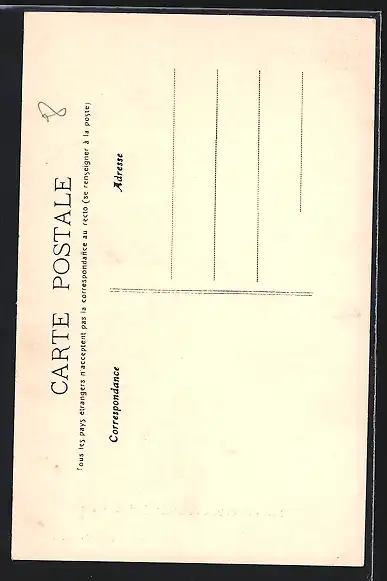 CARTE POSTALE
Tous les pays étrangers n'acceptent pas la correspondance au recto (se renseigner à la poste)
Correspondance
Adresse
8